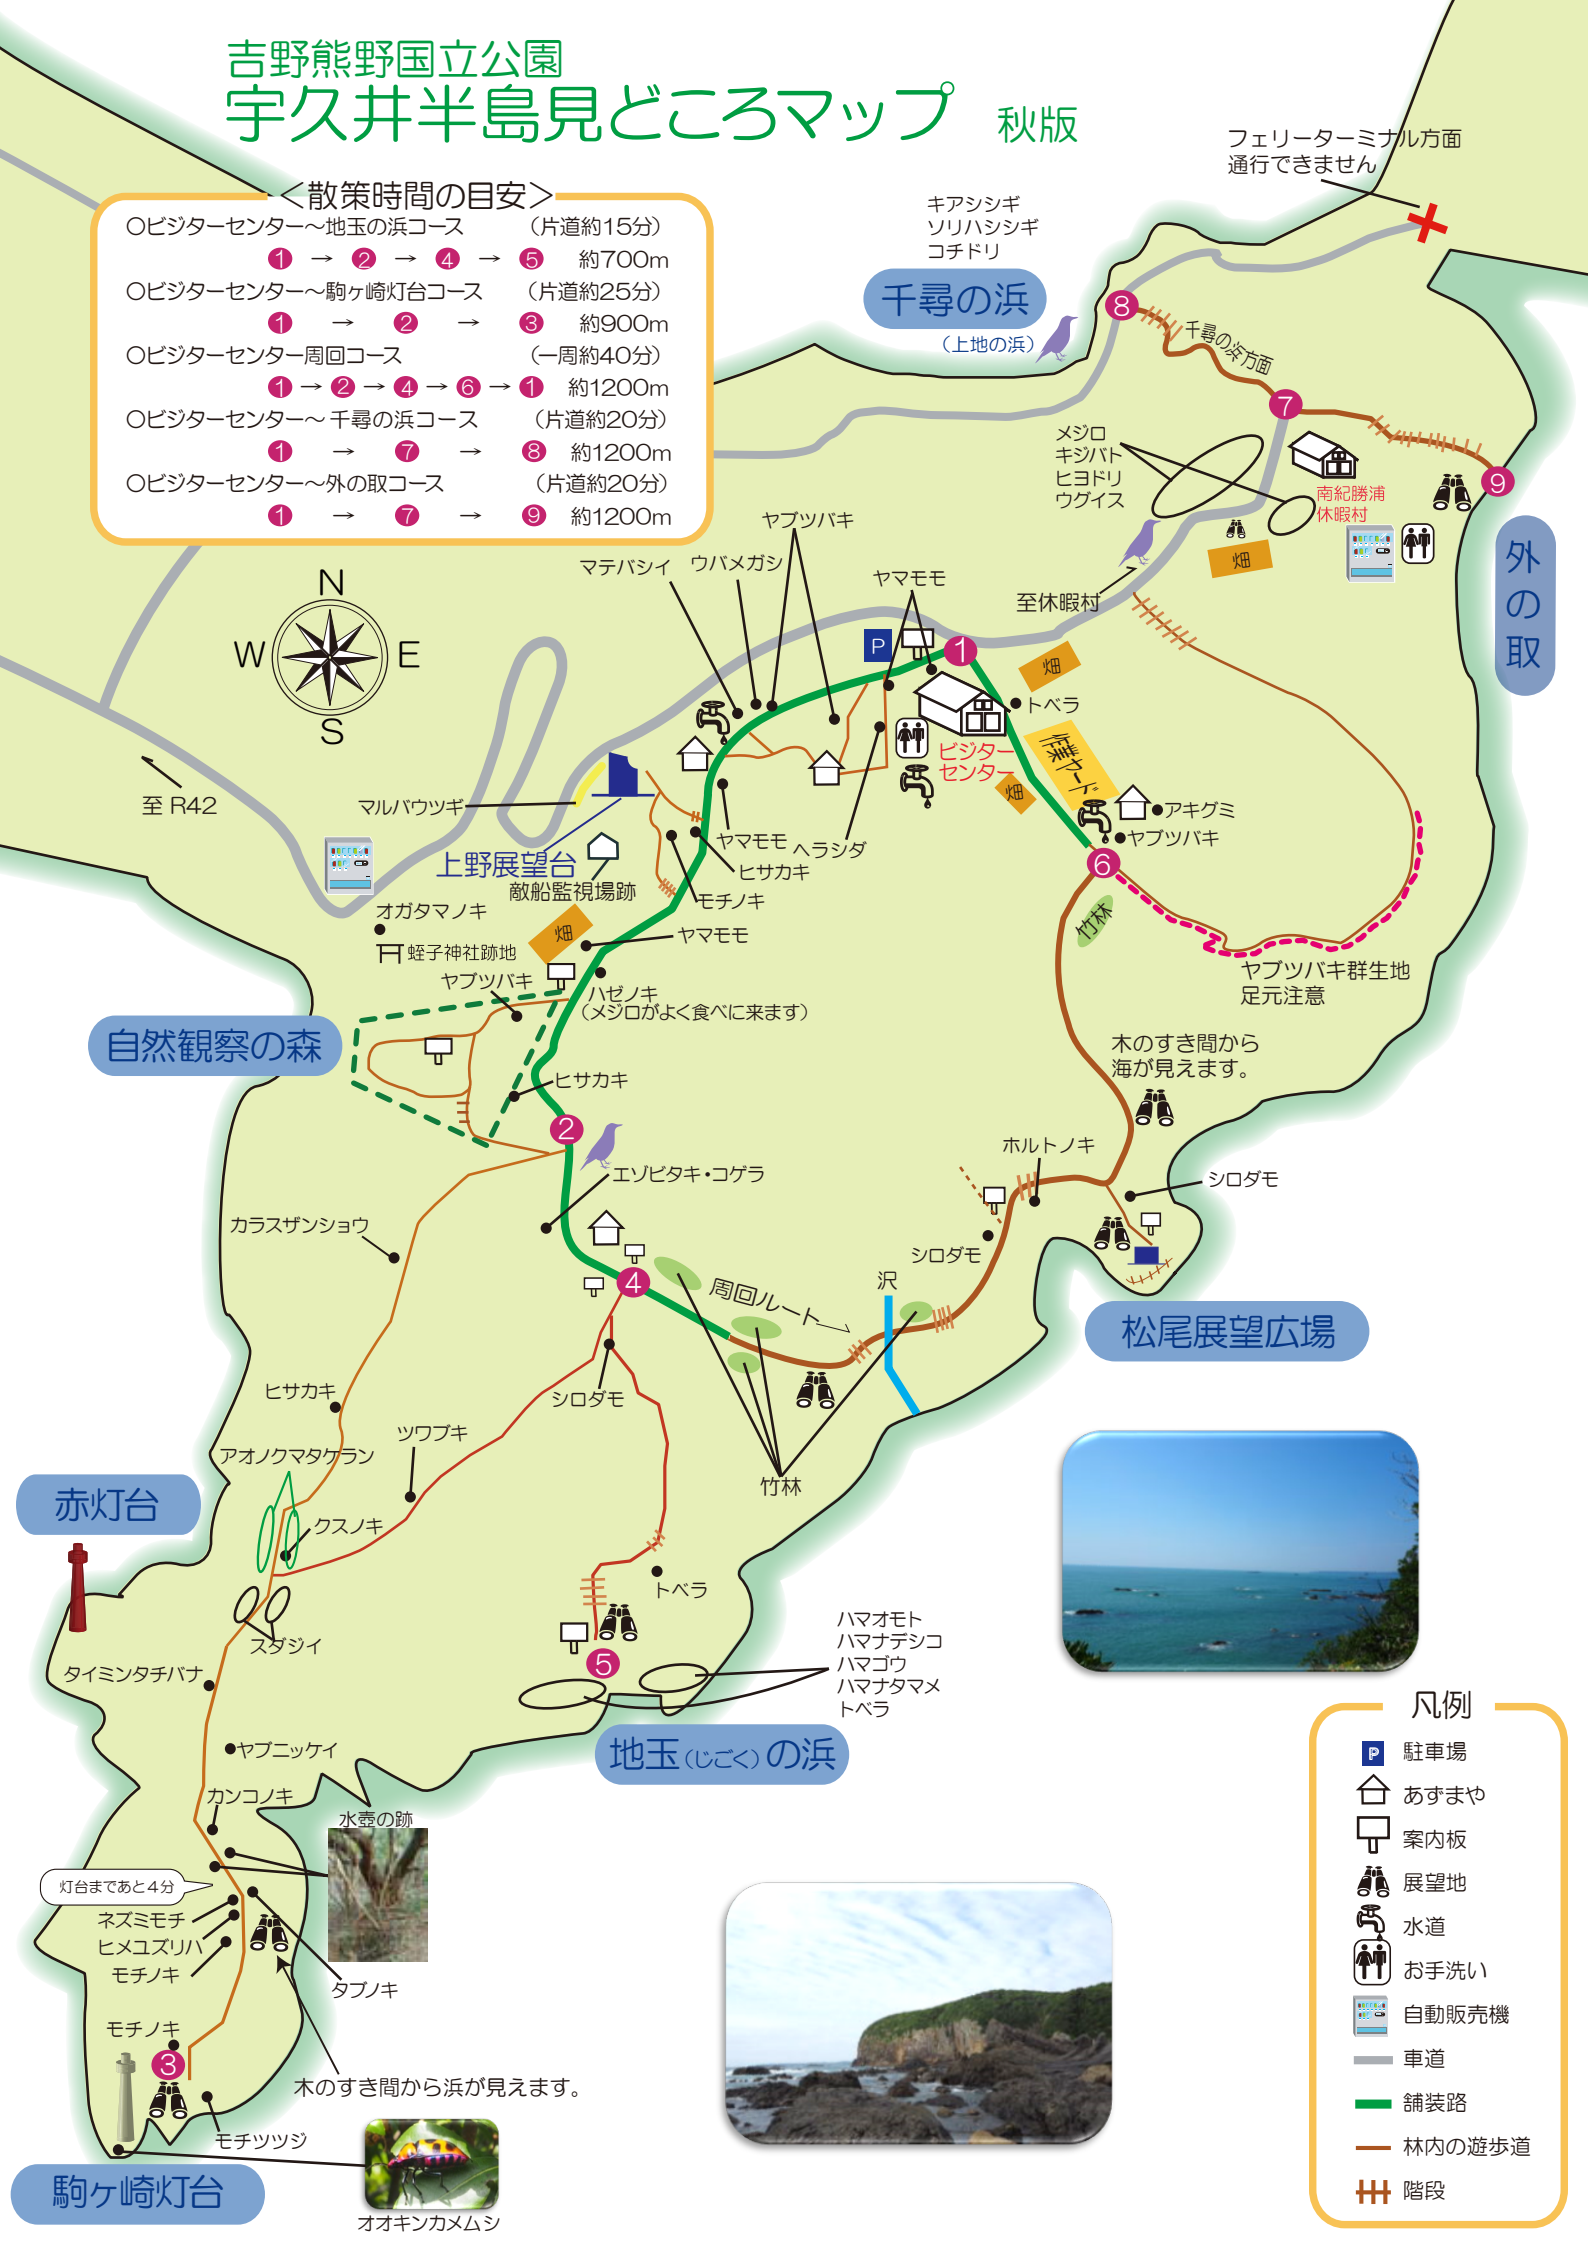 吉野熊野国立公園
宇久井半島見どころマップ 秋版
＜散策時間の目安＞
○ビジターセンター～地玉の浜コース （片道約15分）
1 → 2 → 4 → 5 約700m
○ビジターセンター～駒ヶ崎灯台コース （片道約25分）
1 → 2 → 3 約900m
○ビジターセンター周回コース （一周約40分）
1 → 2 → 4 → 6 → 1 約1200m
○ビジターセンター～千尋の浜コース （片道約20分）
1 → 7 → 8 約1200m
○ビジターセンター～外の取コース （片道約20分）
1 → 7 → 9 約1200m
フェリーターミナル方面
通行できません
キアシシギ
ソリハシシギ
コチドリ
千尋の浜
（上地の浜）
8
千尋の浜方面
7
メジロ
キジバト
ヒヨドリ
ウグイス
南紀勝浦
休暇村
9
畑
外の取
至休暇村
N
W E
S
ヤブツバキ
マテバシイ
ウバメガシ
ヤマモモ
P
1
畑
トベラ
作業ヤード
ビジター
センター
畑
アキグミ
ヤブツバキ
6
竹林
ヤブツバキ群生地
足元注意
至 R42
マルバウツギ
上野展望台
敵船監視場跡
ヤマモモ
ヘラシダ
ヒサカキ
モチノキ
オガタマノキ
蛭子神社跡地
畑
ヤマモモ
ヤブツバキ
ハゼノキ
（メジロがよく食べに来ます）
自然観察の森
ヒサカキ
2
エゾビタキ・コゲラ
木のすき間から
海が見えます。
ホルトノキ
シロダモ
シロダモ
松尾展望広場
カラスザンショウ
4
周回ルート
沢
竹林
シロダモ
ヒサカキ
ツワブキ
アオノクマタケラン
クスノキ
赤灯台
スダジイ
トベラ
5
ハマオモト
ハマナデシコ
ハマゴウ
ハマナタマメ
トベラ
地玉（じごく）の浜
タイミンタチバナ
ヤブニッケイ
カンコノキ
水壺の跡
灯台まであと4分
ネズミモチ
ヒメユズリハ
モチノキ
タブノキ
モチノキ
3
木のすき間から浜が見えます。
モチツツジ
駒ヶ崎灯台
オオキンカメムシ
凡例
P 駐車場
あずまや
案内板
展望地
水道
お手洗い
自動販売機
車道
舗装路
林内の遊歩道
階段